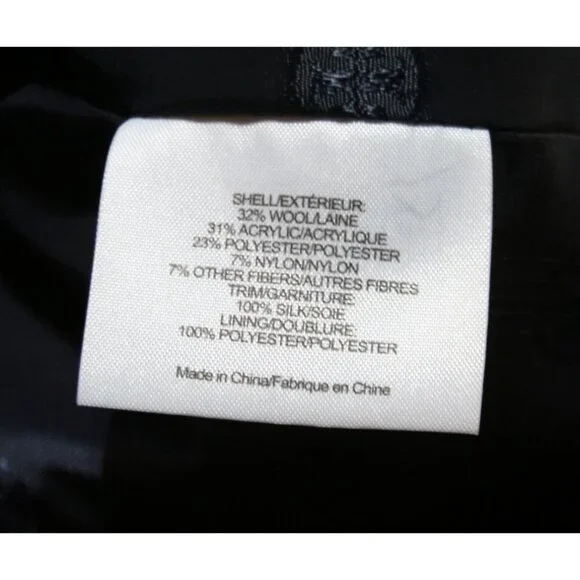 SHELL/EXTÉRIEUR:
32% WOOL/LAINE
31% ACRYLIC/ACRYLIQUE
23% POLYESTER/POLYESTER
7% NYLON/NYLON
7% OTHER FIBERS/AUTRES FIBRES
TRIM/GARNITURE:
100% SILK/SOIE
LINING/DOUBLURE:
100% POLYESTER/POLYESTER
Made in China/Fabrique en Chine